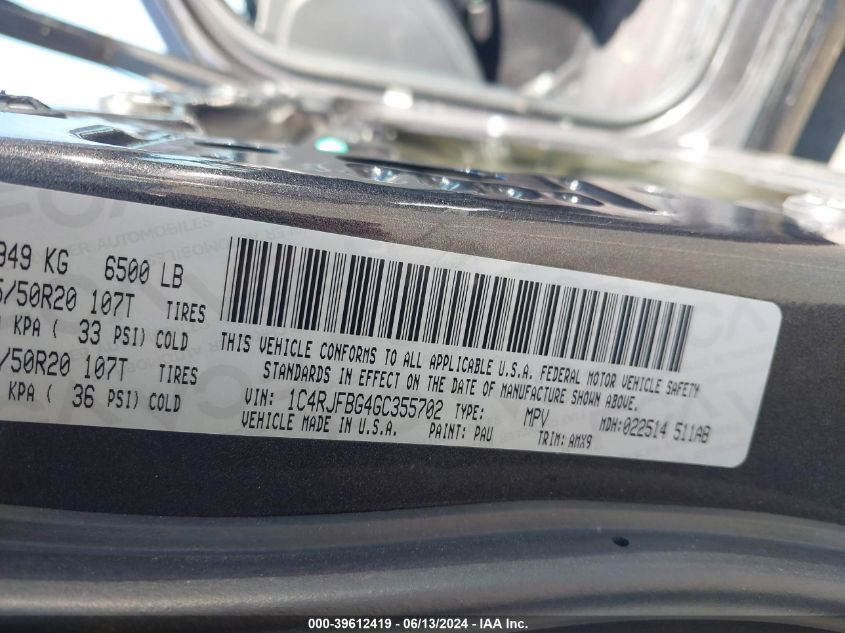 949 KG 6500 LB
/50R20 107T TIRES
KPA ( 33 PSI) COLD
/50R20 107T TIRES
KPA ( 36 PSI) COLD
THIS VEHICLE CONFORMS TO ALL APPLICABLE U.S.A. FEDERAL MOTOR VEHICLE SAFETY
STANDARDS IN EFFECT ON THE DATE OF MANUFACTURE SHOWN ABOVE.
VIN: 1C4RJFBG4GC355702 TYPE: MPV MDH:022514 511AB
VEHICLE MADE IN U.S.A. PAINT: PAU TRIM: AMX9
000-39612419 - 06/13/2024 - IAAI Inc.